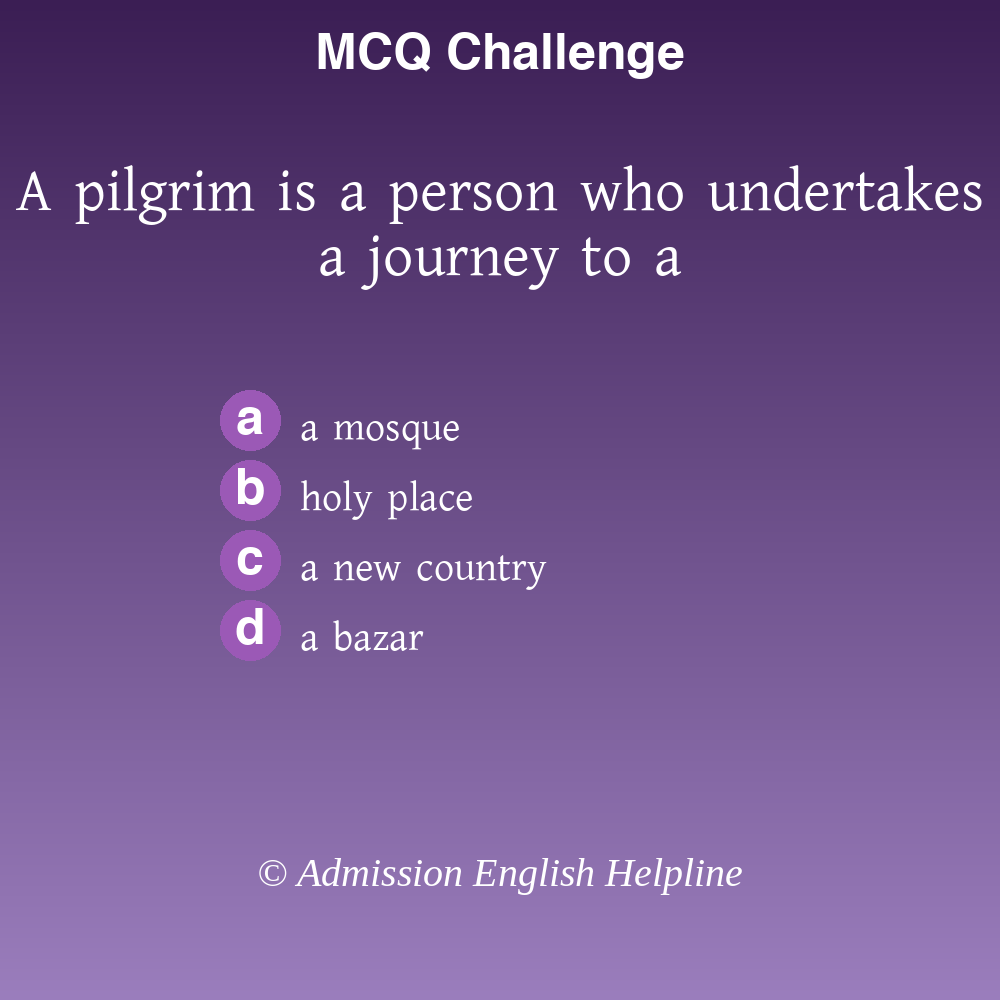 MCQ Challenge
A pilgrim is a person who undertakes
a journey to a
a a mosque
b holy place
c a new country
d a bazar
© Admission English Helpline